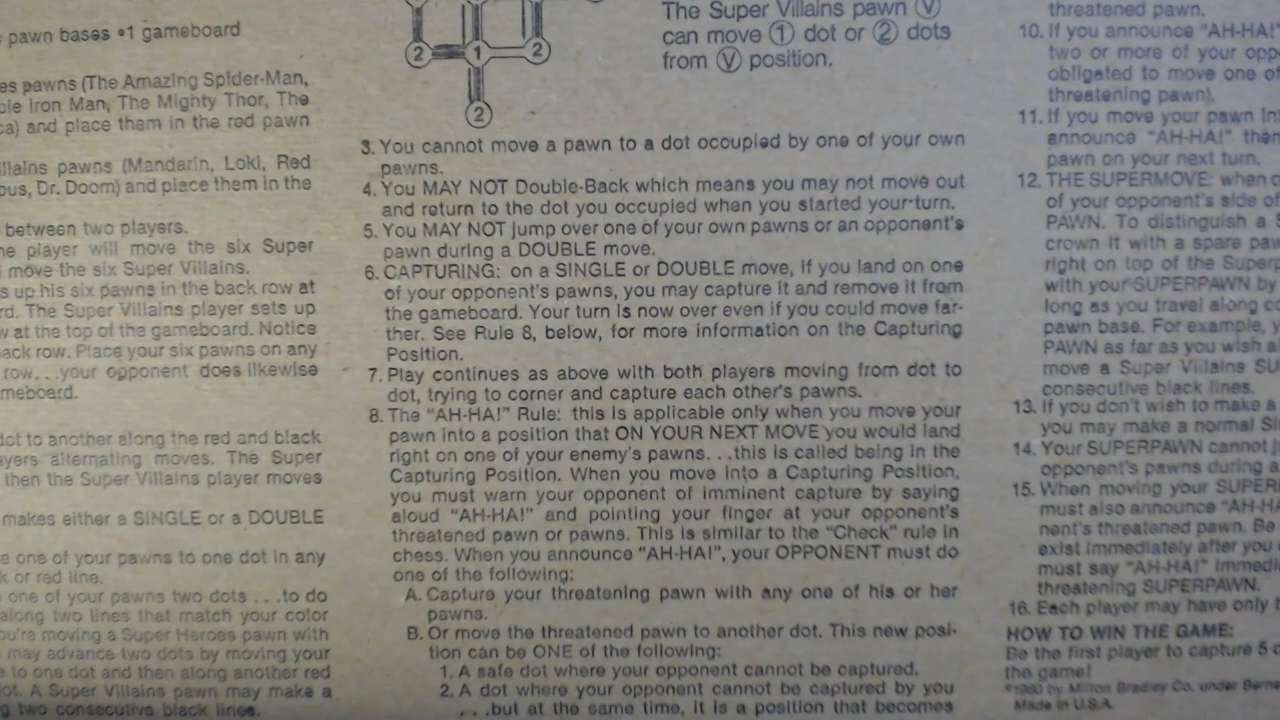 pawn bases •1 gameboard
es pawns (The Amazing Spider-Man,
ble Iron Man, The Mighty Thor, The
ca) and place them in the red pawn
illains pawns (Mandarin, Loki, Red
pus, Dr. Doom) and place them in the
between two players.
ne player will move the six Super
move the six Super Villains.
s up his six pawns in the back row at
rd. The Super Villains player sets up
w at the top of the gameboard. Notice
ack row. Place your six pawns on any
row...your opponent does likewise
meboard.
dot to another along the red and black
ayers alternating moves. The Super
then the Super Villains player moves
makes either a SINGLE or a DOUBLE
e one of your pawns to one dot in any
k or red line.
one of your pawns two dots ...to do
along two lines that match your color
ou're moving a Super Heroes pawn with
may advance two dots by moving your
e to one dot and then along another red
dot. A Super Villains pawn may make a
g two consecutive black lines.
2 1 2
2
The Super Villains pawn V
can move 1 dot or 2 dots
from V position.
3. You cannot move a pawn to a dot occupied by one of your own
pawns.
4. You MAY NOT Double-Back which means you may not move out
and return to the dot you occupied when you started your turn.
5. You MAY NOT jump over one of your own pawns or an opponent's
pawn during a DOUBLE move.
6. CAPTURING: on a SINGLE or DOUBLE move, if you land on one
of your opponent's pawns, you may capture it and remove it from
the gameboard. Your turn is now over even if you could move far-
ther. See Rule 8, below, for more information on the Capturing
Position.
7. Play continues as above with both players moving from dot to
dot, trying to corner and capture each other's pawns.
8. The "AH-HA!" Rule: this is applicable only when you move your
pawn into a position that ON YOUR NEXT MOVE you would land
right on one of your enemy's pawns...this is called being in the
Capturing Position. When you move into a Capturing Position,
you must warn your opponent of imminent capture by saying
aloud "AH-HA!" and pointing your finger at your opponent's
threatened pawn or pawns. This is similar to the "Check" rule in
chess. When you announce "AH-HA!", your OPPONENT must do
one of the following:
A. Capture your threatening pawn with any one of his or her
pawns.
B. Or move the threatened pawn to another dot. This new posi-
tion can be ONE of the following:
1. A safe dot where your opponent cannot be captured.
2. A dot where your opponent cannot be captured by you
...but at the same time, it is a position that becomes
threatened pawn.
10. If you announce "AH-HA!"
two or more of your opp
obligated to move one of
threatening pawn).
11. If you move your pawn in
announce "AH-HA!" then
pawn on your next turn.
12. THE SUPERMOVE: when o
of your opponent's side of
PAWN. To distinguish a S
crown it with a spare paw
right on top of the Superp
with your SUPERPAWN by
long as you travel along co
pawn base. For example, y
PAWN as far as you wish a
move a Super Villains SU
consecutive black lines.
13. If you don't wish to make a
you may make a normal Si
14. Your SUPERPAWN cannot j
opponent's pawns during a
15. When moving your SUPER
must also announce "AH-HA
nent's threatened pawn. Be
exist immediately after you
must say "AH-HA!" immedi
threatening SUPERPAWN.
16. Each player may have only
HOW TO WIN THE GAME:
Be the first player to capture 5 o
the game!
©1980 by Milton Bradley Co. under Berne
Made in U.S.A.